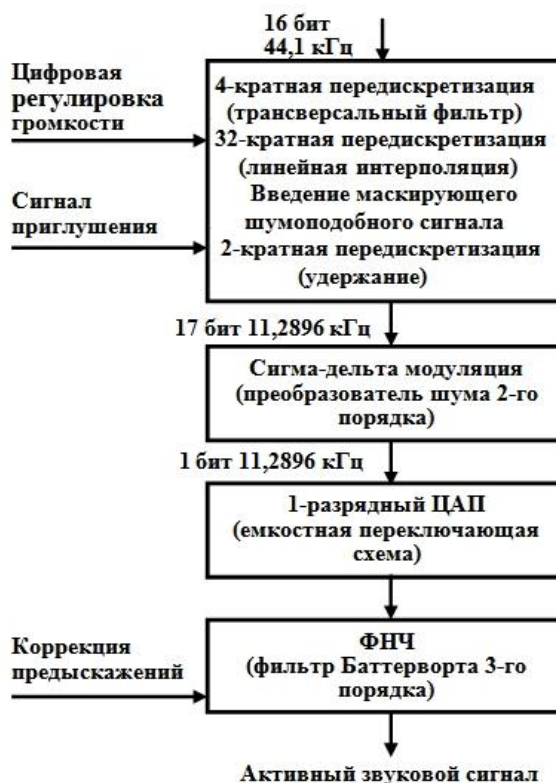 16 бит
44,1 кГц
Цифровая
регулировка
громкости
4-кратная передискретизация
(трансверсальный фильтр)
32-кратная передискретизация
(линейная интерполяция)
Введение маскирующего
шумоподобного сигнала
2-кратная передискретизация
(удержание)
Сигнал
приглушения
17 бит 11,2896 кГц
Сигма-дельта модуляция
(преобразователь шума 2-го
порядка)
1 бит 11,2896 кГц
1-разрядный ЦАП
(емкостная переключающая
схема)
Коррекция
предыскажений
ФНЧ
(фильтр Баттерворта 3-го
порядка)
Активный звуковой сигнал